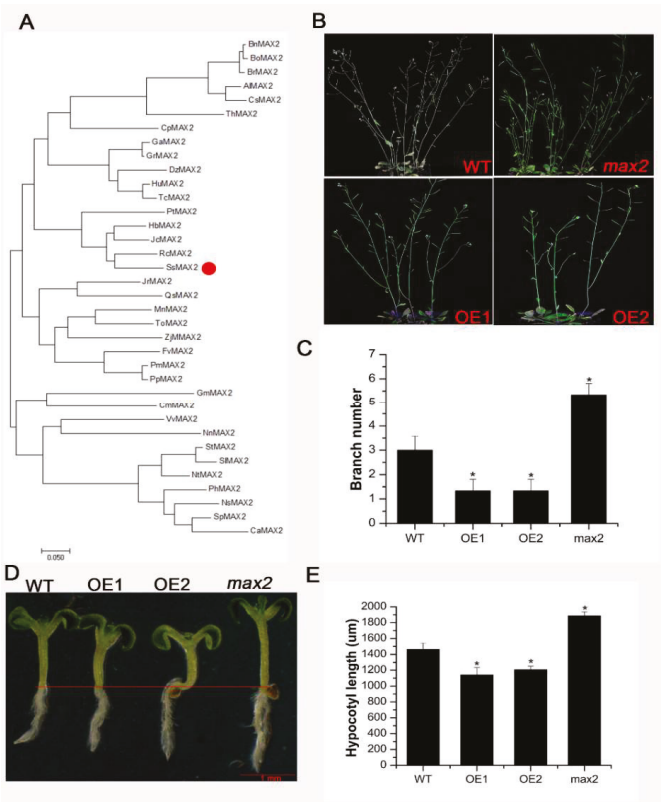 A
BnMAX2
BoMAX2
BrMAX2
AlMAX2
CsMAX2
ThMAX2
CpMAX2
GaMAX2
GrMAX2
DzMAX2
HuMAX2
TcMAX2
PtMAX2
HbMAX2
JcMAX2
RcMAX2
SsMAX2
JrMAX2
QsMAX2
MnMAX2
ToMAX2
ZjMMAX2
FvMAX2
PmMAX2
PpMAX2
GmMAX2
CmMAX2
VvMAX2
NnMAX2
StMAX2
SlMAX2
NtMAX2
PhMAX2
NsMAX2
SpMAX2
CaMAX2
0.050
B
WT
max2
OE1
OE2
C
Branch number
7
6
5
4
3
2
1
0
* * *
WT OE1 OE2 max2
D
WT OE1 OE2 max2
1 mm
E
Hypocotyl length (um)
2000
1800
1600
1400
1200
1000
800
600
400
200
0
* * *
WT OE1 OE2 max2